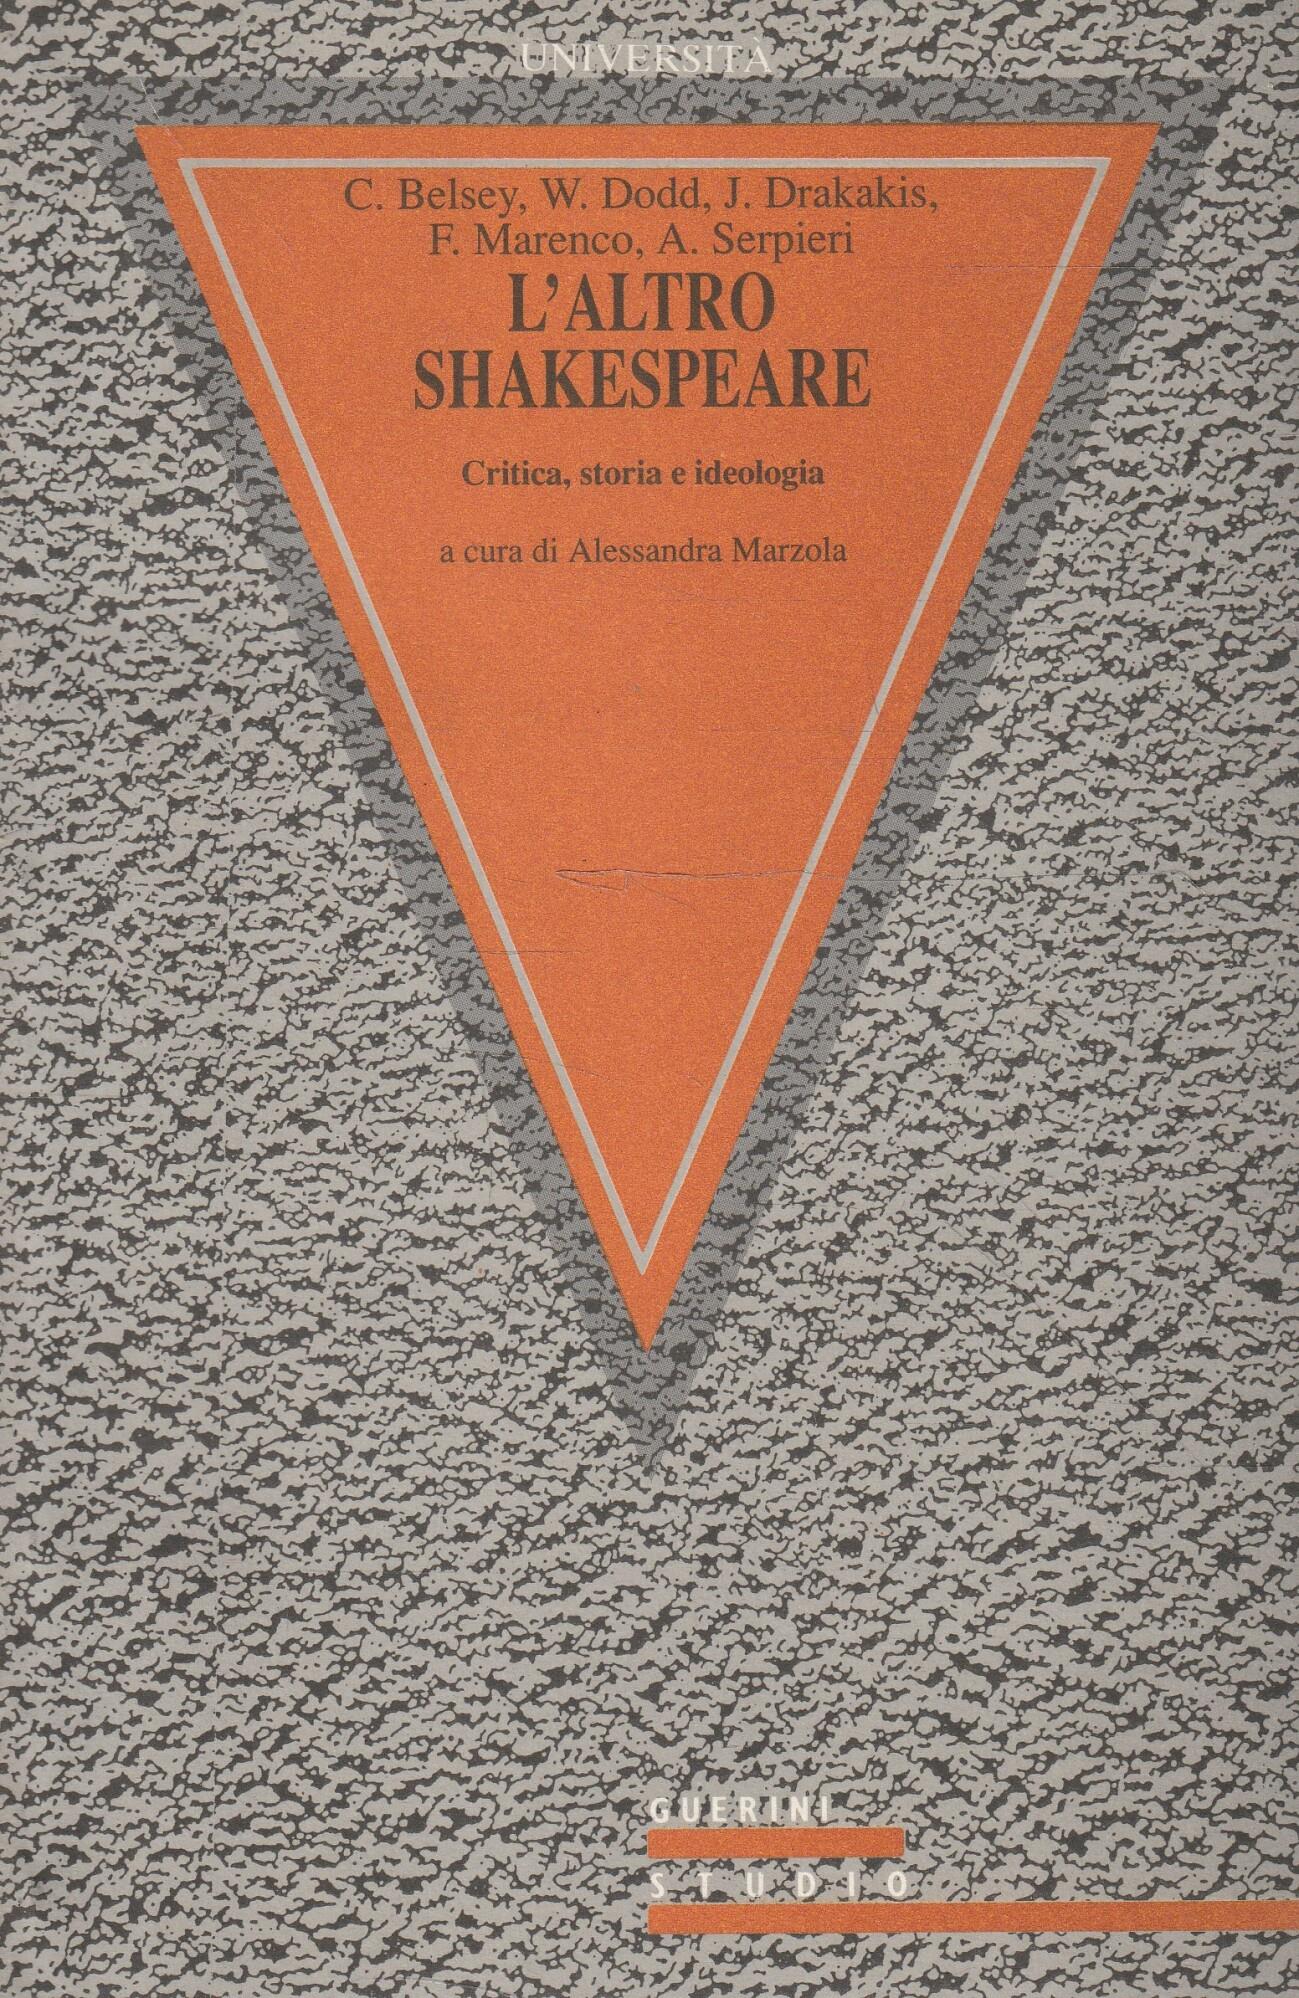 UNIVERSITÀ
C. Belsey, W. Dodd, J. Drakakis,
F. Marenco, A. Serpieri
L'ALTRO
SHAKESPEARE
Critica, storia e ideologia
a cura di Alessandra Marzola
GUERINI
STUDIO